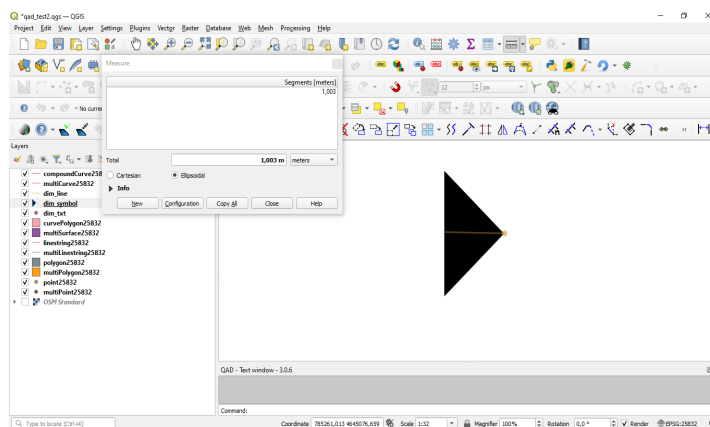 *qad_test2.qgs — QGIS
Project Edit View Layer Settings Plugins Vector Raster Database Web Mesh Processing Help
Measure
Segments [meters]
1,003
Total
1,003 m
meters
Cartesian
Ellipsoidal
Info
New
Configuration
Copy All
Close
Help
12
px
No curre
Layers
compoundCurve258
multiCurve25832
dim_line
dim_symbol
dim_txt
curvePolygon25832
multiSurface25832
linestring25832
multiLinestring25832
polygon25832
multiPolygon25832
point25832
multiPoint25832
OSM Standard
QAD - Text window - 3.0.6
Command:
Type to locate (Ctrl+K)
Coordinate 785261,013 4645076,659
Scale 1:32
Magnifier 100%
Rotation 0,0 °
Render
EPSG:25832